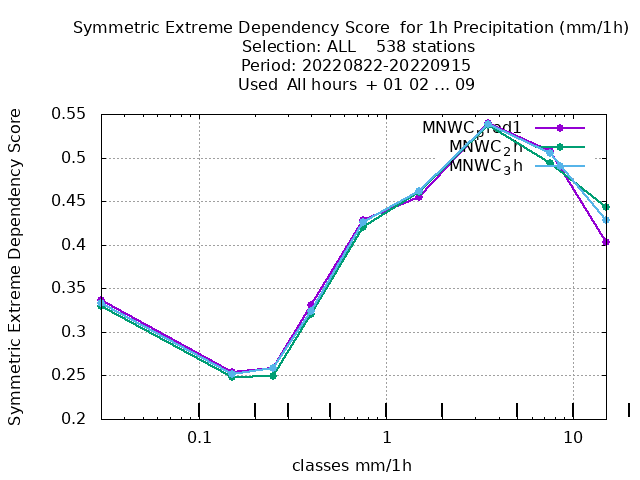 Symmetric Extreme Dependency Score  for 1h Precipitation (mm/1h)
Selection: ALL    538 stations
Period: 20220822-20220915
Used  All hours  + 01 02 ... 09
Symmetric Extreme Dependency Score
0.55
0.5
0.45
0.4
0.35
0.3
0.25
0.2
MNWC
MNWC2h
MNWC3h
0.1
1
10
classes mm/1h